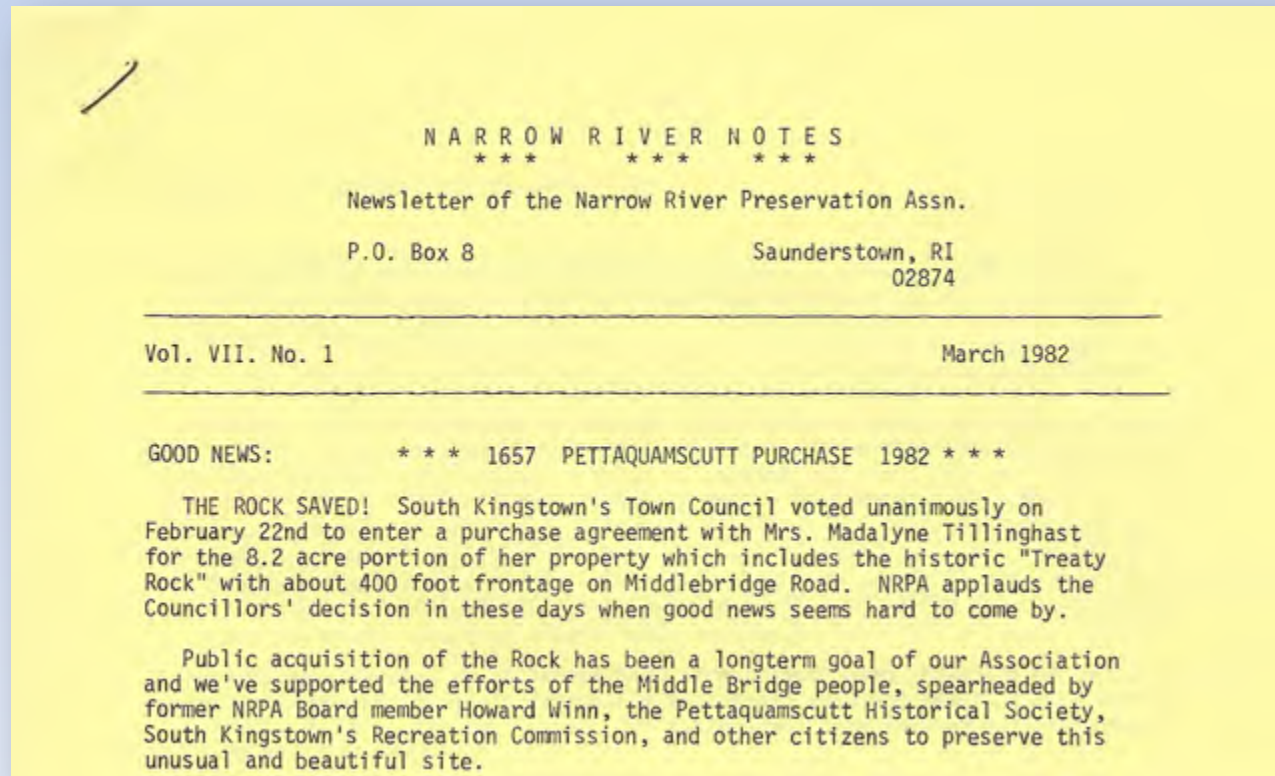 N A R R O W   R I V E R   N O T E S
* * *   * * *   * * *
Newsletter of the Narrow River Preservation Assn.
P.O. Box 8   Saunderstown, RI
02874
Vol. VII. No. 1   March 1982
GOOD NEWS:   * * *  1657  PETTAQUAMSCUTT PURCHASE  1982 * * *
THE ROCK SAVED!  South Kingstown's Town Council voted unanimously on
February 22nd to enter a purchase agreement with Mrs. Madalyne Tillinghast
for the 8.2 acre portion of her property which includes the historic "Treaty
Rock" with about 400 foot frontage on Middlebridge Road.  NRPA applauds the
Councillors' decision in these days when good news seems hard to come by.
Public acquisition of the Rock has been a longterm goal of our Association
and we've supported the efforts of the Middle Bridge people, spearheaded by
former NRPA Board member Howard Winn, the Pettaquamscutt Historical Society,
South Kingstown's Recreation Commission, and other citizens to preserve this
unusual and beautiful site.